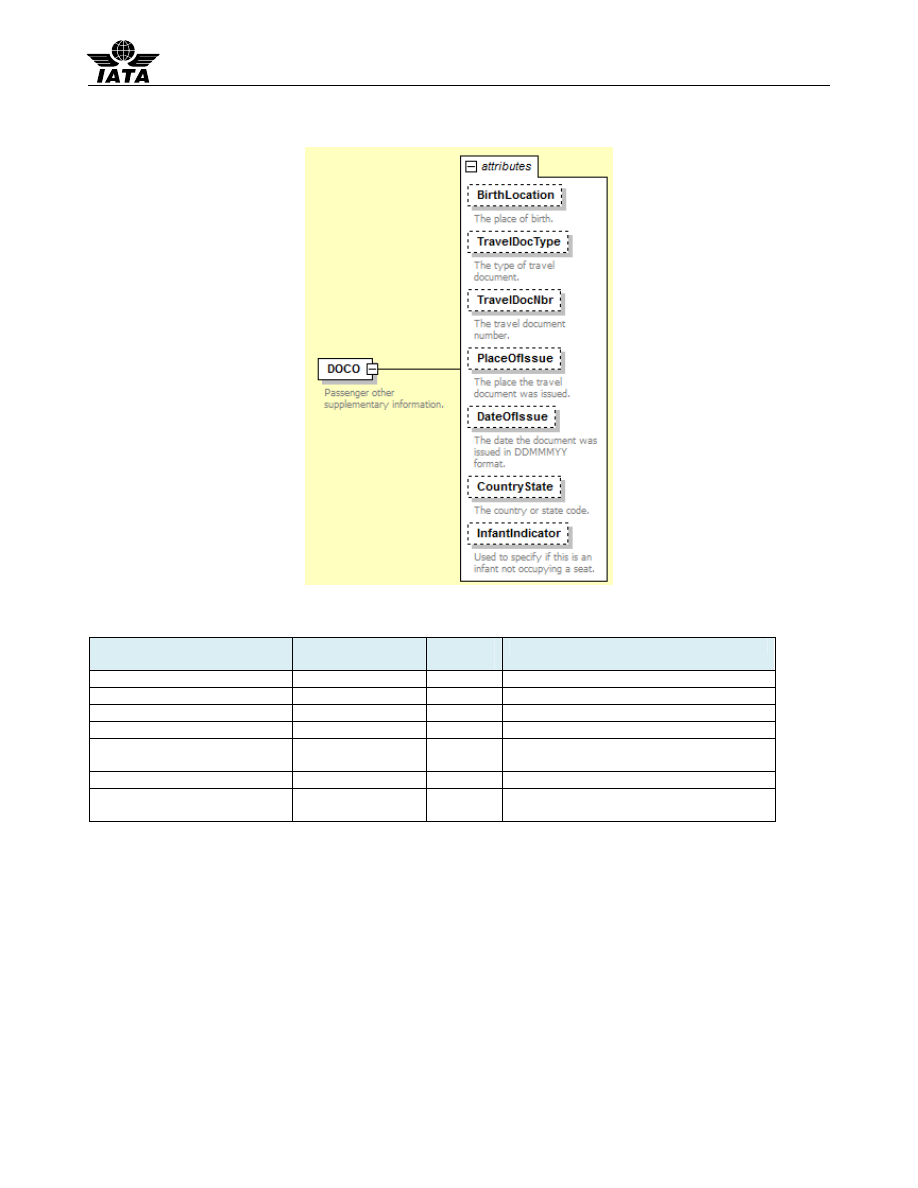 IATA
attributes
BirthLocation
The place of birth.
TravelDocType
The type of travel
document.
TravelDocNbr
The travel document
number.
PlaceOfIssue
The place the travel
document was issued.
DOCO
Passenger other
supplementary information.
DateOfIssue
The date the document was
issued in DDMMMYY
format.
CountryState
The country or state code.
InfantIndicator
Used to specify if this is an
infant not occupying a seat.